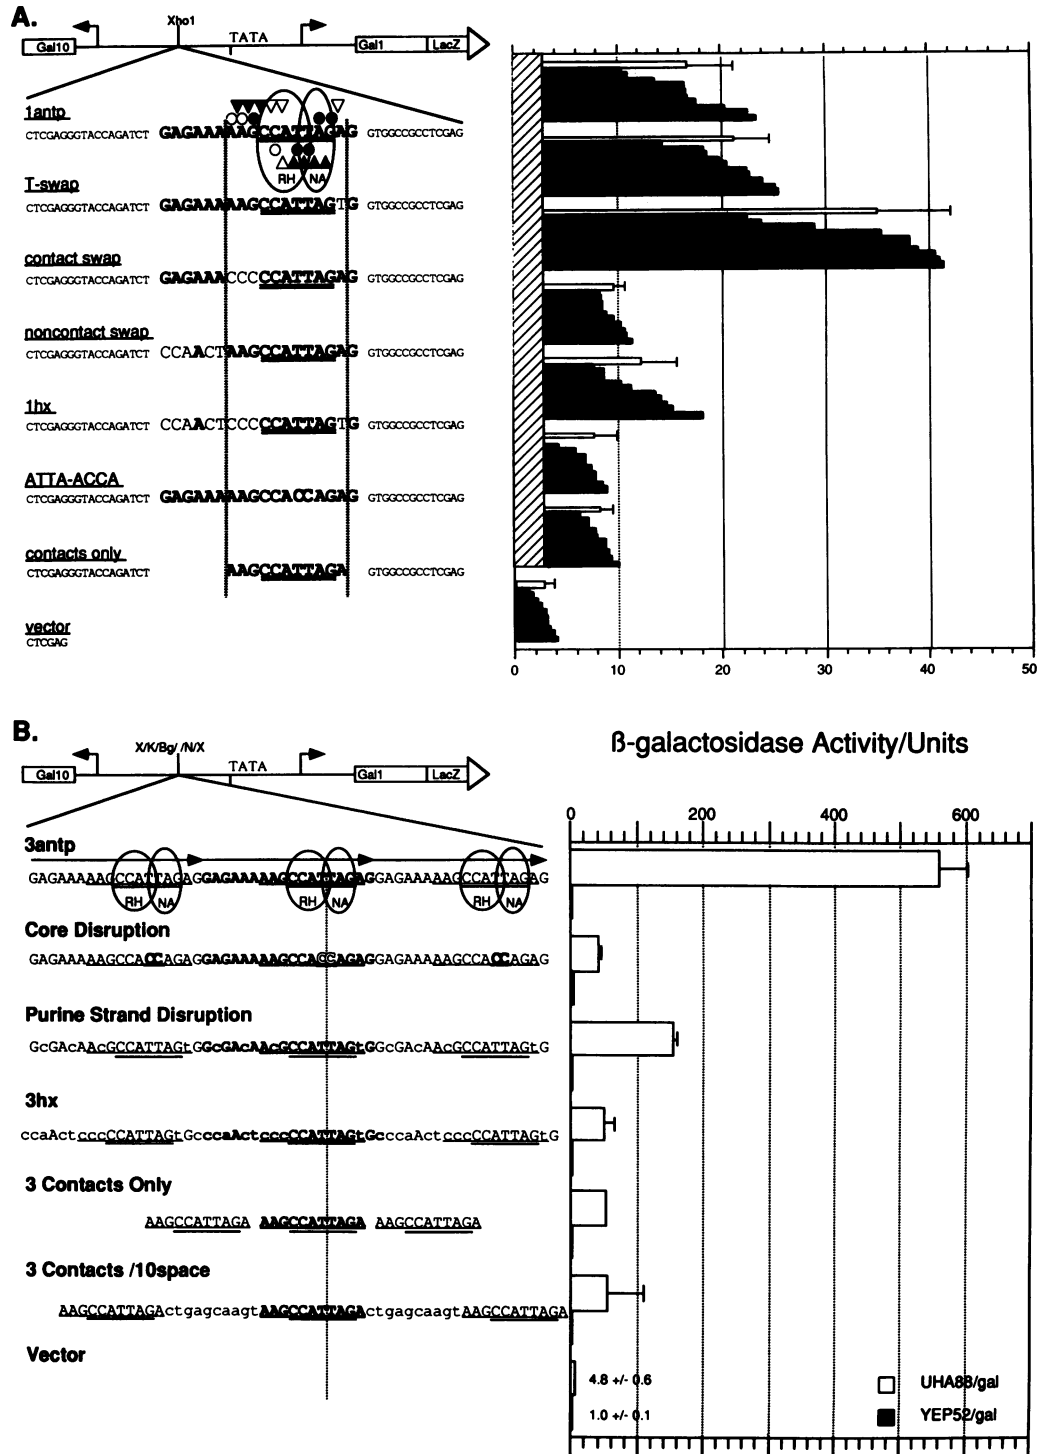 A.
Xho1
TATA
Gal10
Gal1
LacZ
1antp
CTCGAGGGTACCAGATCT GAGAAAAAGCCATTAGAG GTGGCCGCCTCGAG
RH NA
T-swap
CTCGAGGGTACCAGATCT GAGAAAAAGCCATTAGTG GTGGCCGCCTCGAG
contact swap
CTCGAGGGTACCAGATCT GAGAAACCCCCATTAGAG GTGGCCGCCTCGAG
noncontact swap
CTCGAGGGTACCAGATCT CCAACTAAGCCATTAGAG GTGGCCGCCTCGAG
1hx
CTCGAGGGTACCAGATCT CCAACTCCCCCATTAGTG GTGGCCGCCTCGAG
ATTA-ACCA
CTCGAGGGTACCAGATCT GAGAAAAAGCCACCAGAG GTGGCCGCCTCGAG
contacts only
CTCGAGGGTACCAGATCT AAGCCATTAGA GTGGCCGCCTCGAG
vector
CTCGAG
0 10 20 30 40 50
B.
X/K/Bg/ /N/X
TATA
Gal10
Gal1
LacZ
ß-galactosidase Activity/Units
0 200 400 600
3antp
GAGAAAAAGCCATTAGAGGAGAAAAAGCCATTAGAGGAGAAAAAGCCATTAGAG
RH NA RH NA RH NA
Core Disruption
GAGAAAAAGCCACCAGAGGAGAAAAAGCCACCAGAGGAGAAAAAGCCACCAGAG
Purine Strand Disruption
GcGAcAAcGCCATTAGtGGcGAcAAcGCCATTAGtGGcGAcAAcGCCATTAGtG
3hx
ccaActcccCCATTAGtGccaActcccCCATTAGtGccaActcccCCATTAGtG
3 Contacts Only
AAGCCATTAGA AAGCCATTAGA AAGCCATTAGA
3 Contacts /10space
AAGCCATTAGActgagcaagtAAGCCATTAGActgagcaagtAAGCCATTAGA
Vector
4.8 +/- 0.6
1.0 +/- 0.1
UHA88/gal
YEP52/gal